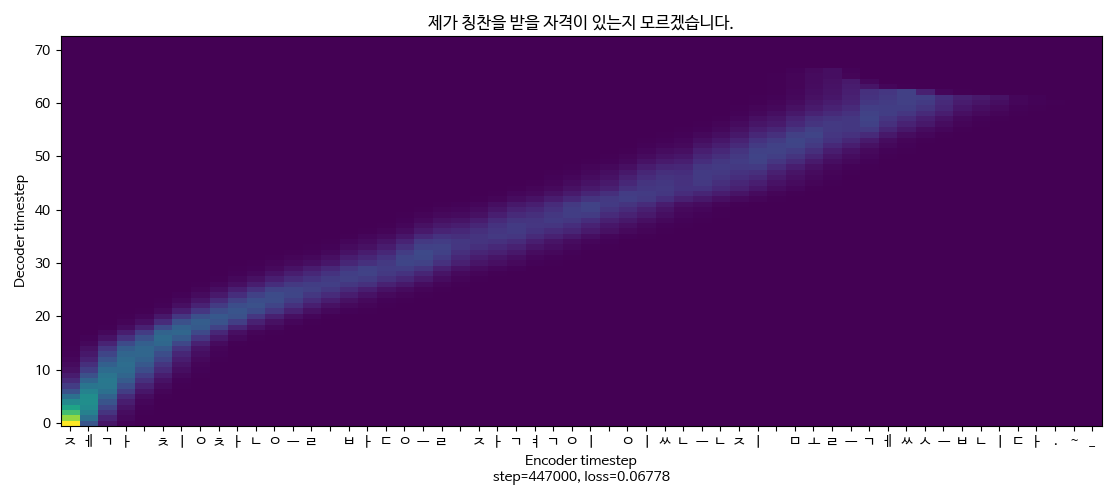 제가 칭찬을 받을 자격이 있는지 모르겠습니다.
70
60
50
40
30
20
10
0
Decoder timestep
ㅈ ㅔ ㄱ ㅏ ㅊ ㅣ ㅇ ㅊ ㅏ ㄴ ㅇ ㅡ ㄹ ㅂ ㅏ ㄷ ㅇ ㅡ ㄹ ㅈ ㅏ ㄱ ㅕ ㄱ ㅇ ㅣ ㅇ ㅣ ㅆ ㄴ ㅡ ㄴ ㅈ ㅣ ㅁ ㅗ ㄹ ㅡ ㄱ ㅔ ㅆ ㅅ ㅡ ㅂ ㄴ ㅣ ㄷ ㅏ . ~ _
Encoder timestep
step=447000, loss=0.06778